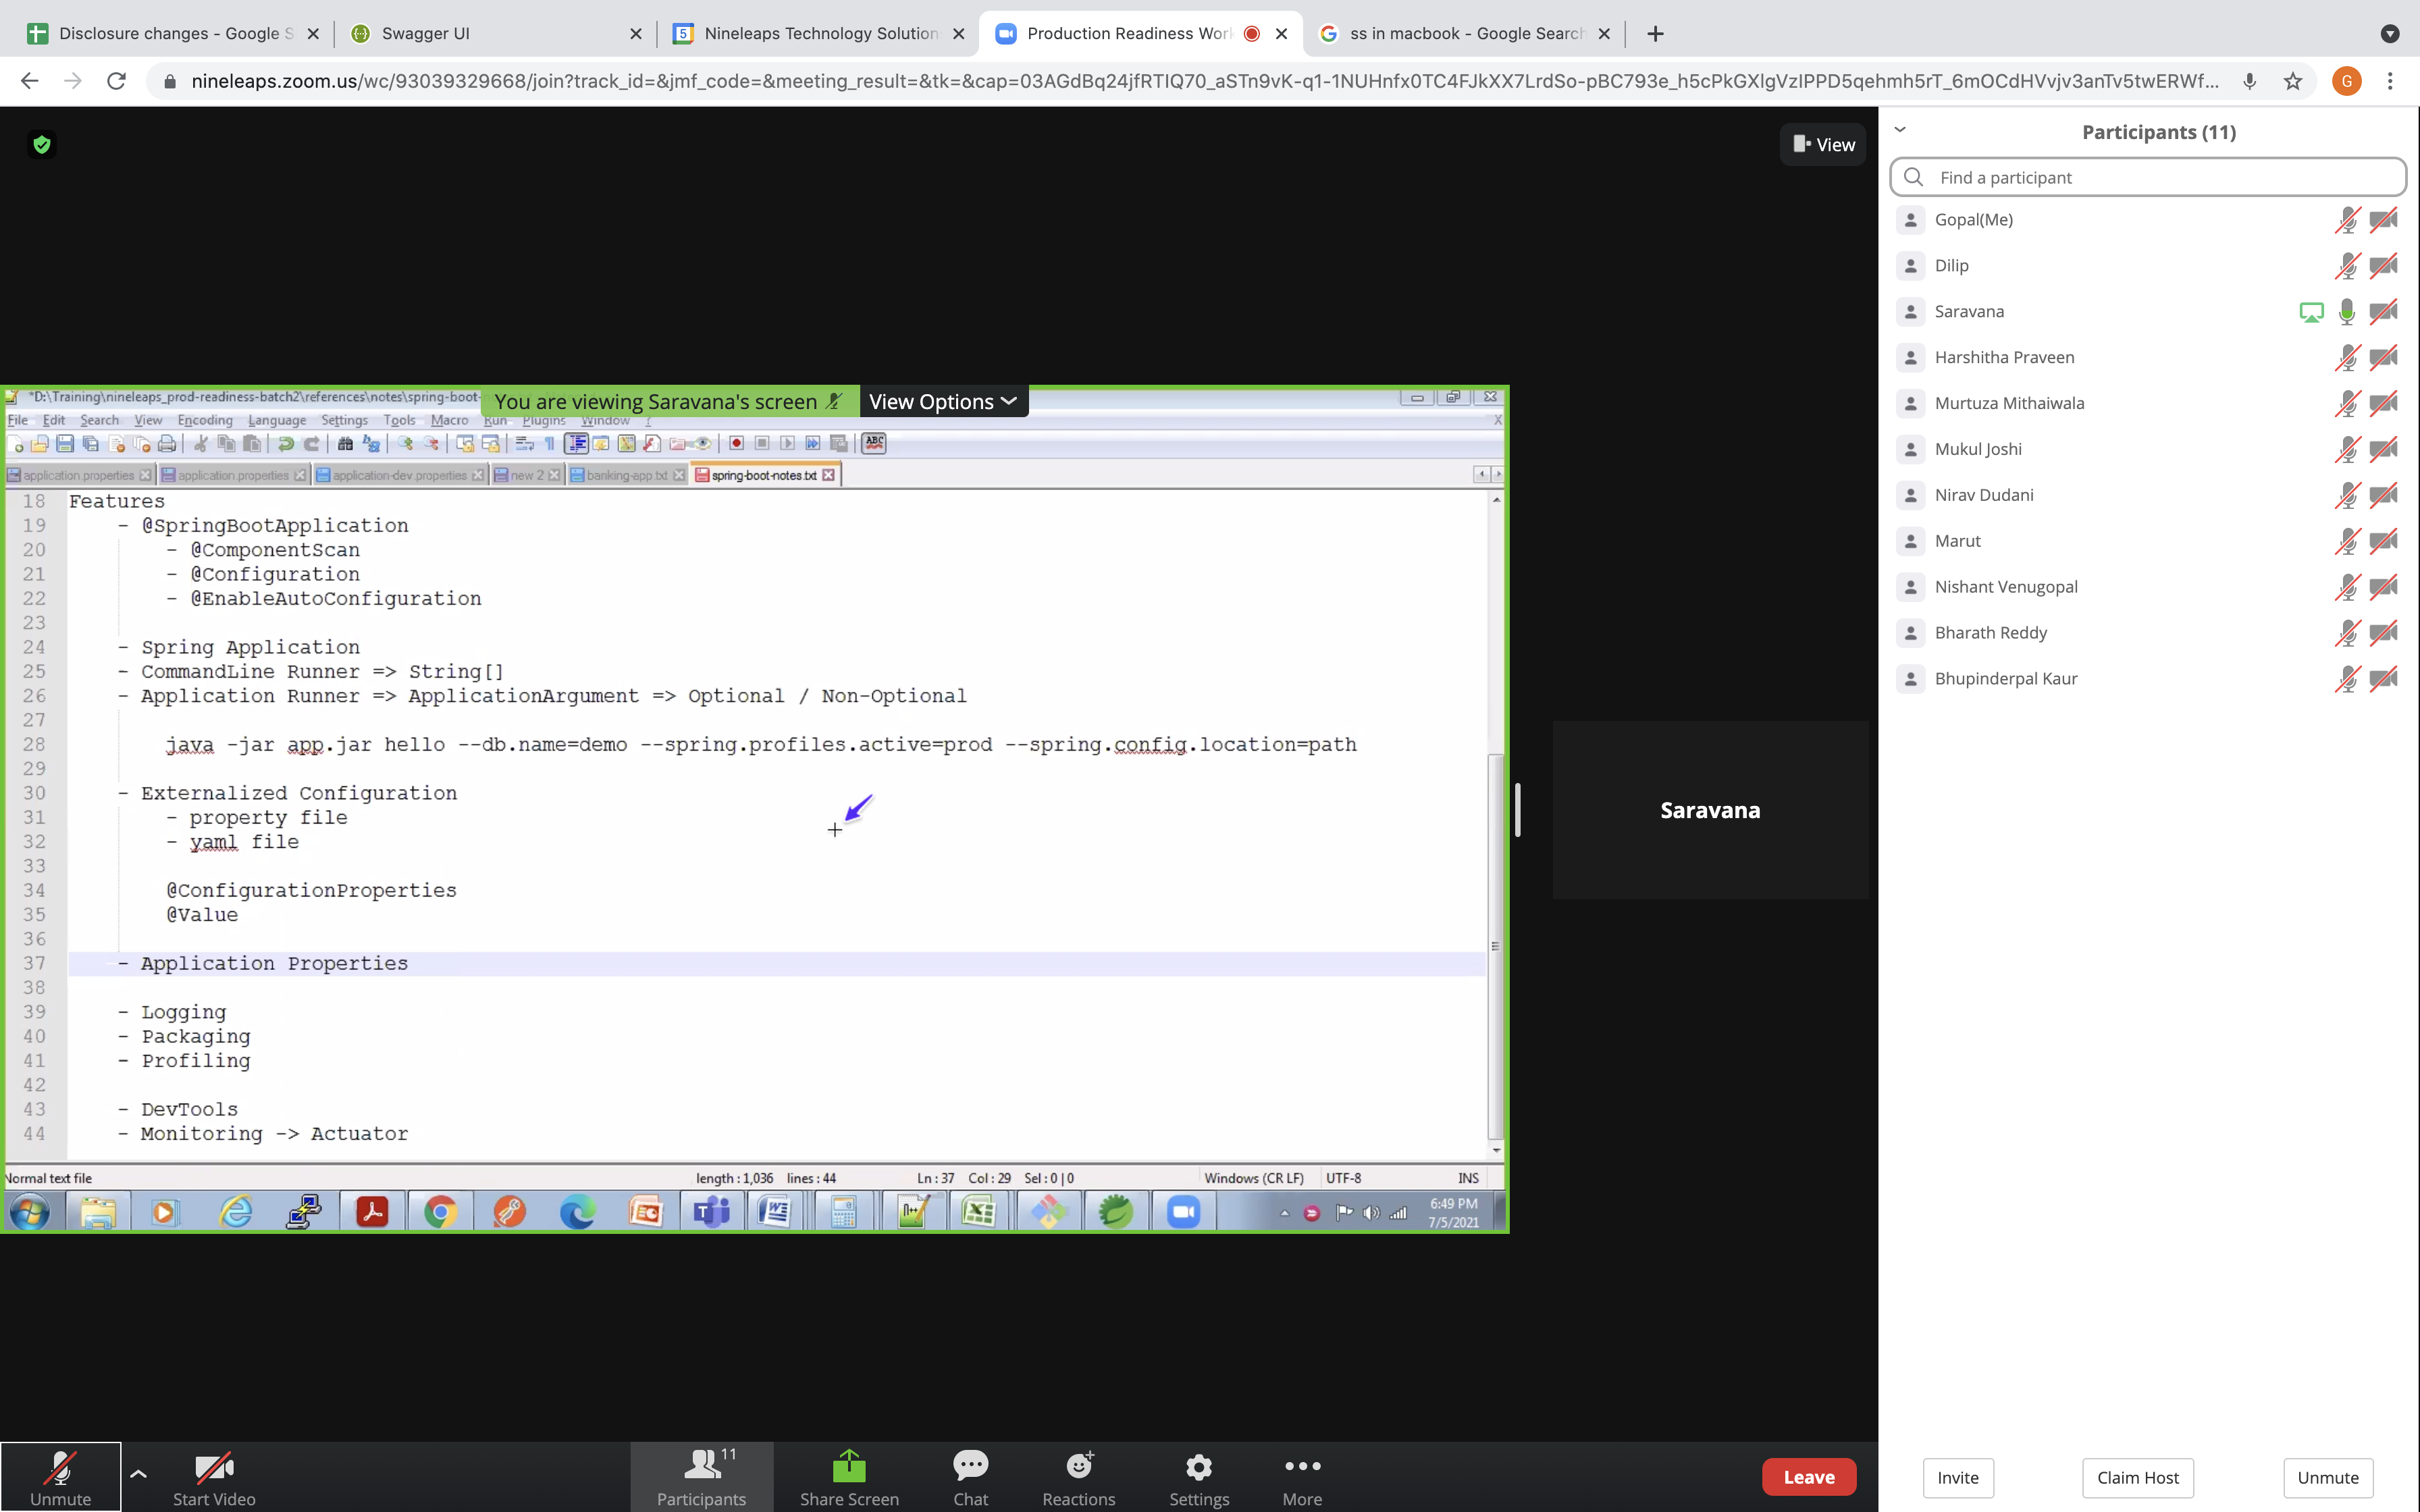 Disclosure changes - Google S
Swagger UI
5 Nineleaps Technology Solution
Production Readiness Wor
ss in macbook - Google Search
nineleaps.zoom.us/wc/93039329668/join?track_id=&jmf_code=&meeting_result=&tk=&cap=03AGdBq24jfRTIQ70_aSTn9vK-q1-1NUHnfx0TC4FJkXX7LrdSo-pBC793e_h5cPkGXlgVzIPPD5qehmh5rT_6mOCdHVvjv3anTv5twERWf...
G
View
Participants (11)
Find a participant
Gopal(Me)
Dilip
Saravana
Harshitha Praveen
Murtuza Mithaiwala
Mukul Joshi
Nirav Dudani
Marut
Nishant Venugopal
Bharath Reddy
Bhupinderpal Kaur
*D:\Training\nineleaps_prod-readiness-batch2\references\notes\spring-boot-
You are viewing Saravana's screen
View Options
File Edit Search View Encoding Language Settings Tools Macro Run Plugins Window ?
ABC
application.properties application.properties application-dev.properties new 2 banking-app.txt spring-boot-notes.txt
18 Features
19 - @SpringBootApplication
20 - @ComponentScan
21 - @Configuration
22 - @EnableAutoConfiguration
23
24 - Spring Application
25 - CommandLine Runner => String[]
26 - Application Runner => ApplicationArgument => Optional / Non-Optional
27
28 java -jar app.jar hello --db.name=demo --spring.profiles.active=prod --spring.config.location=path
29
30 - Externalized Configuration
31 - property file
32 - yaml file
33
34 @ConfigurationProperties
35 @Value
36
37 - Application Properties
38
39 - Logging
40 - Packaging
41 - Profiling
42
43 - DevTools
44 - Monitoring -> Actuator
Normal text file length : 1,036 lines : 44 Ln : 37 Col : 29 Sel : 0 | 0 Windows (CR LF) UTF-8 INS
6:49 PM
7/5/2021
Saravana
Unmute
Start Video
11
Participants
Share Screen
Chat
Reactions
Settings
More
Leave
Invite
Claim Host
Unmute